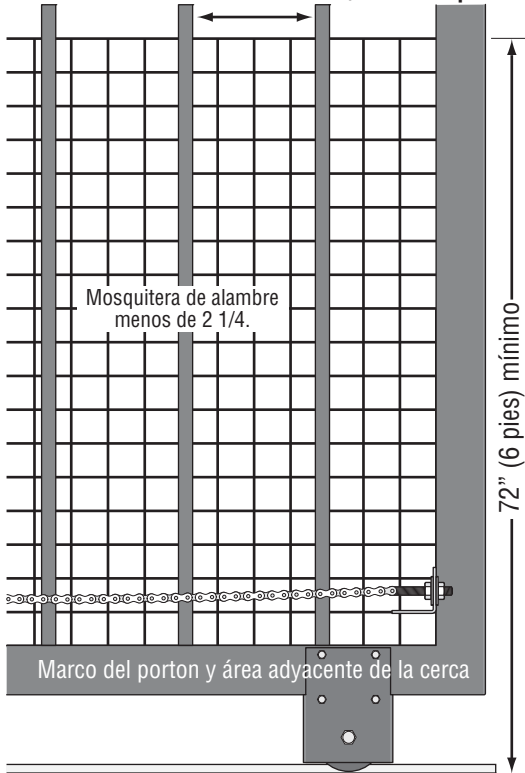 Mosquitera de alambre
menos de 2 1/4.
72” (6 pies) mínimo
Marco del porton y área adyacente de la cerca